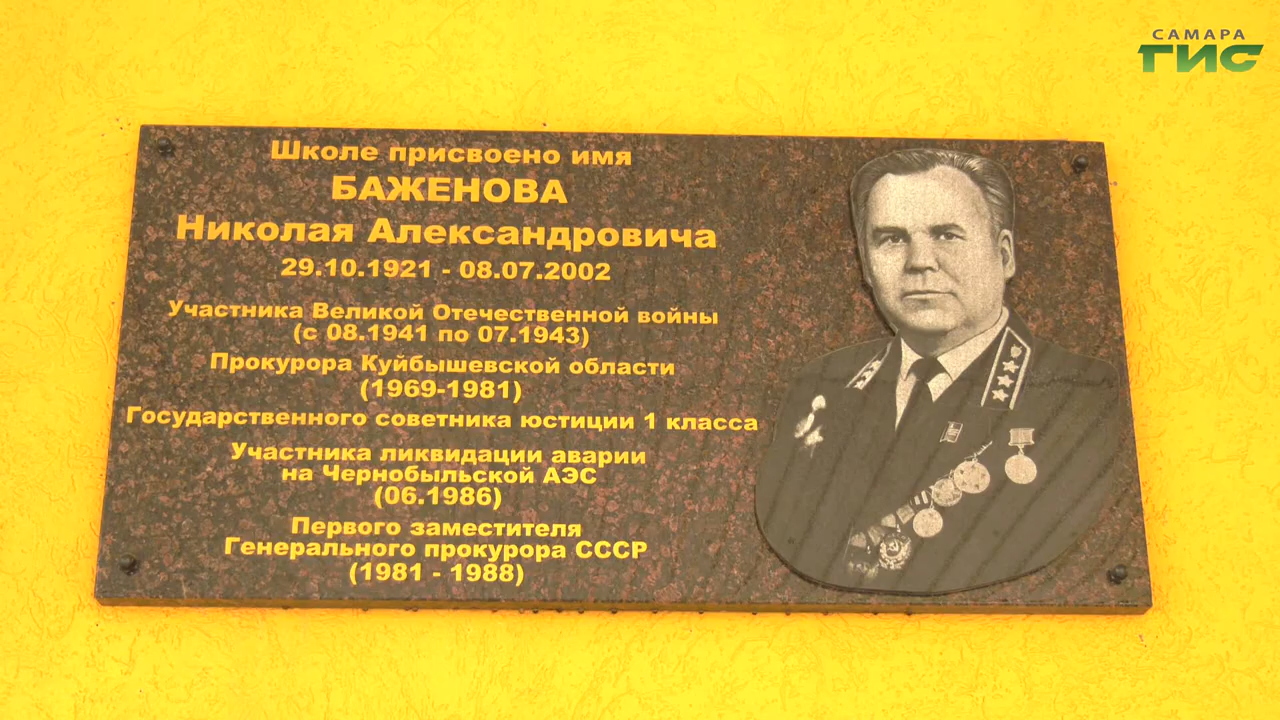 САМАРА
ГИС
Школе присвоено имя
БАЖЕНОВА
Николая Александровича
29.10.1921 - 08.07.2002
Участника Великой Отечественной войны
(с 08.1941 по 07.1943)
Прокурора Куйбышевской области
(1969-1981)
Государственного советника юстиции 1 класса
Участника ликвидации аварии
на Чернобыльской АЭС
(06.1986)
Первого заместителя
Генерального прокурора СССР
(1981 - 1988)